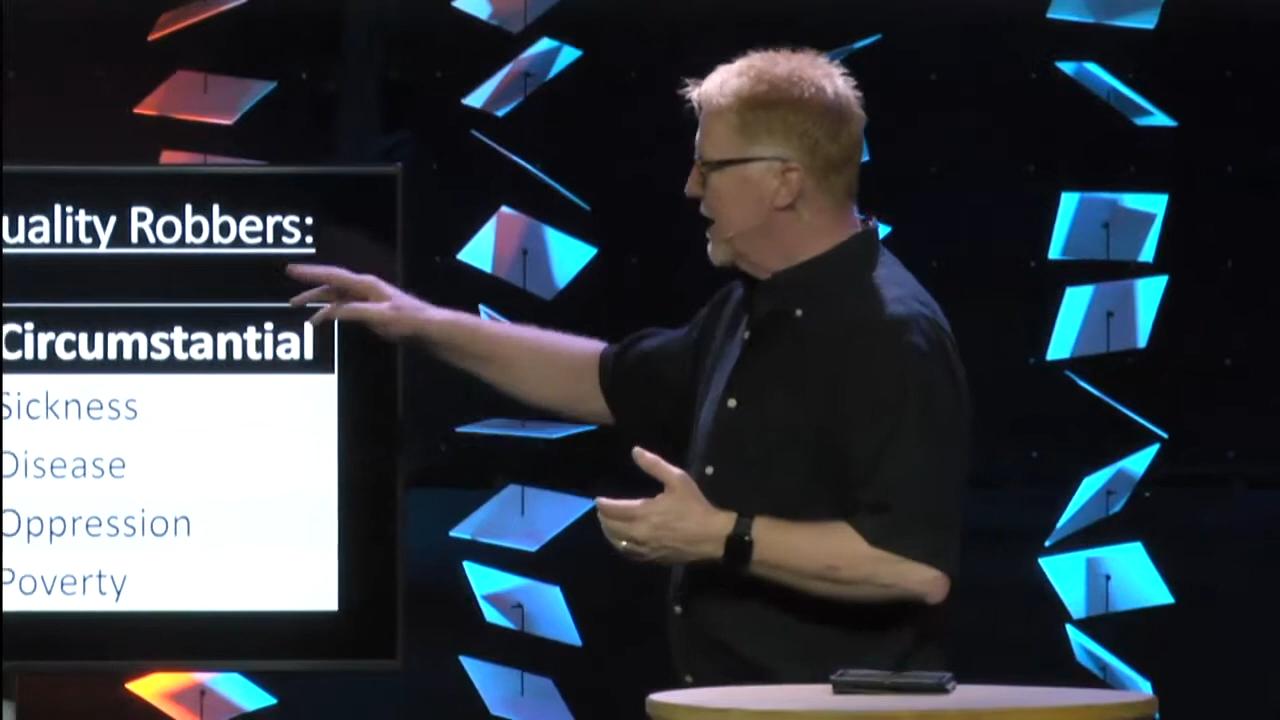 uality Robbers:
Circumstantial
Sickness
Disease
Oppression
Poverty